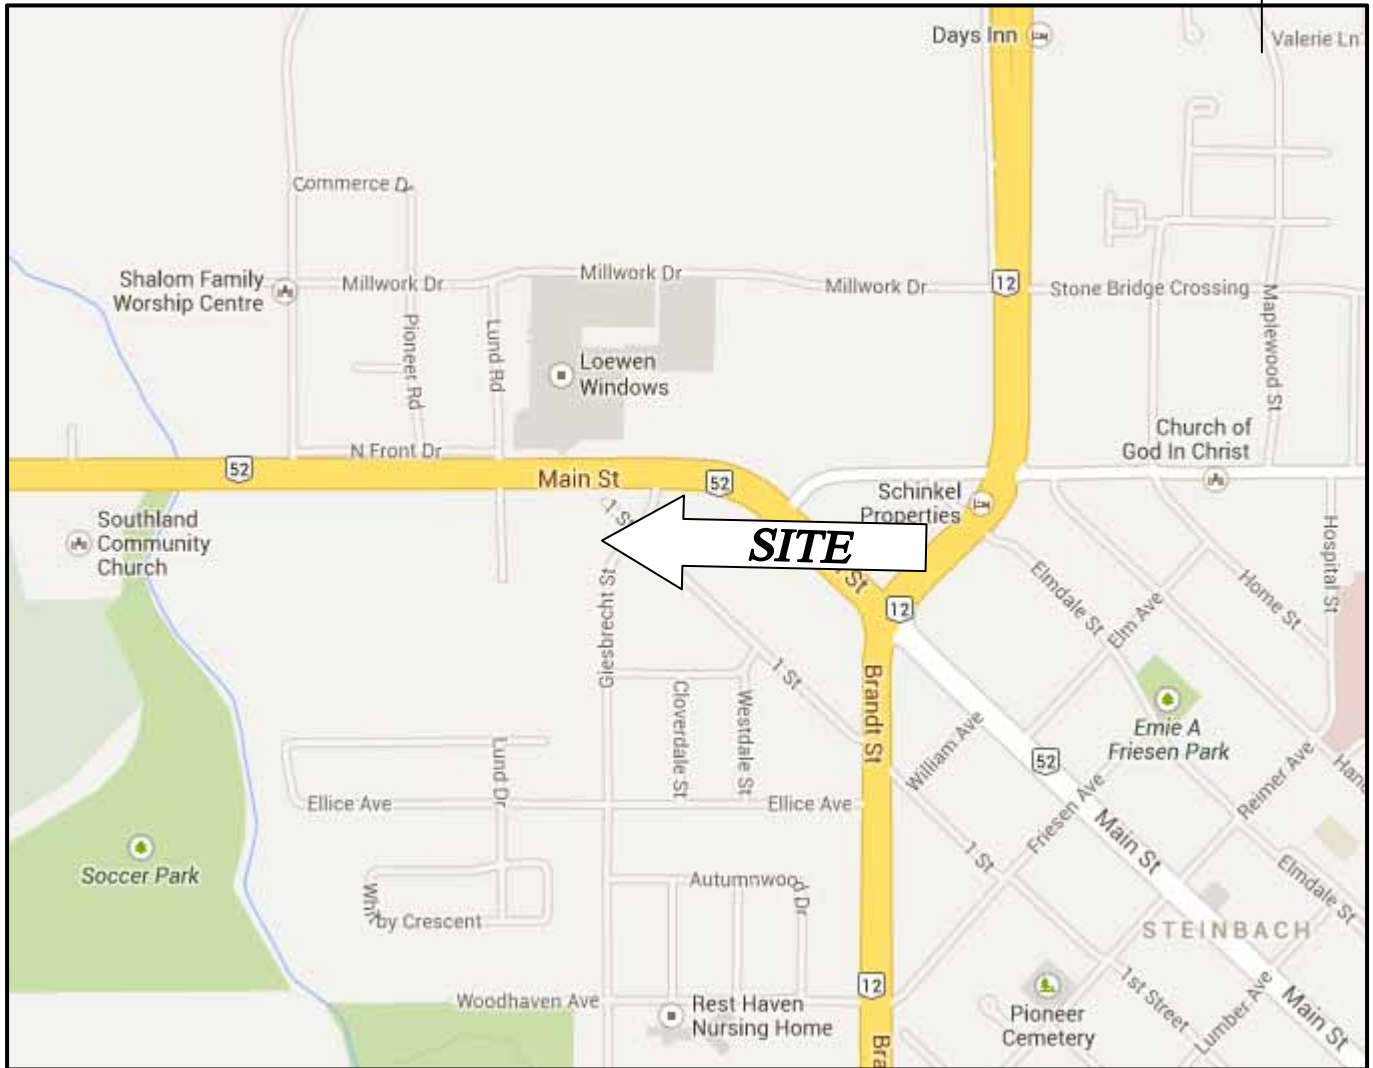 Days Inn
Valerie Ln
Commerce D
Shalom Family
Worship Centre
Millwork Dr
Millwork Dr
Millwork Dr
12
Stone Bridge Crossing
Maplewood St
Pioneer Rd
Lund Rd
Loewen
Windows
Church of
God In Christ
N Front Dr
52
Main St
52
Schinkel
Properties
Southland
Community
Church
1 St
SITE
St
12
Hospital St
Elmdale St
Elm Ave
Home St
Giesbrecht St
1 St
Cloverdale St
Westdale St
Brandt St
William Ave
Ernie A
Friesen Park
52
Reimer Ave
Friesen Ave
Main St
Lund Dr
Ellice Ave
Ellice Ave
1 St
Elmdale St
Soccer Park
Autumnwood Dr
Whitby Crescent
STEINBACH
12
1st Street
Lumber Ave
Main St
Woodhaven Ave
Rest Haven
Nursing Home
Pioneer
Cemetery
Bra